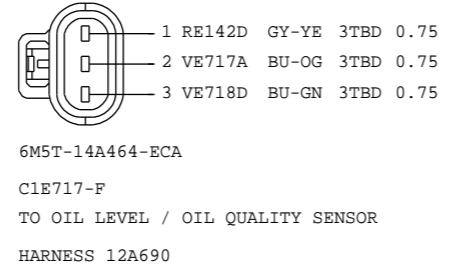 1 RE142D GY-YE 3TBD 0.75
2 VE717A BU-OG 3TBD 0.75
3 VE718D BU-GN 3TBD 0.75
6M5T-14A464-ECA
C1E717-F
TO OIL LEVEL / OIL QUALITY SENSOR
HARNESS 12A690